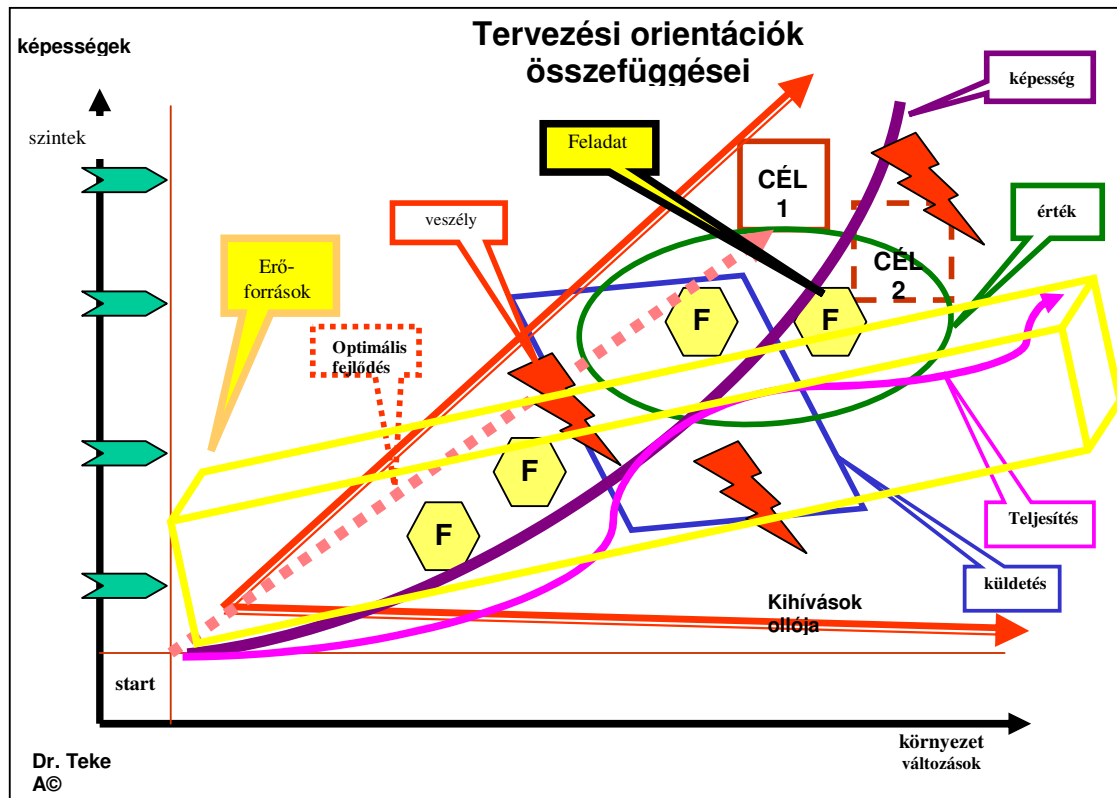 Tervezési orientációk
összefüggései
képességek
szintek
képesség
Feladat
CÉL
1
veszély
érték
Erő-
források
CÉL
2
Optimális
fejlődés
F
F
F
F
Teljesítés
küldetés
Kihívások
ollója
start
környezet
változások
Dr. Teke
A©